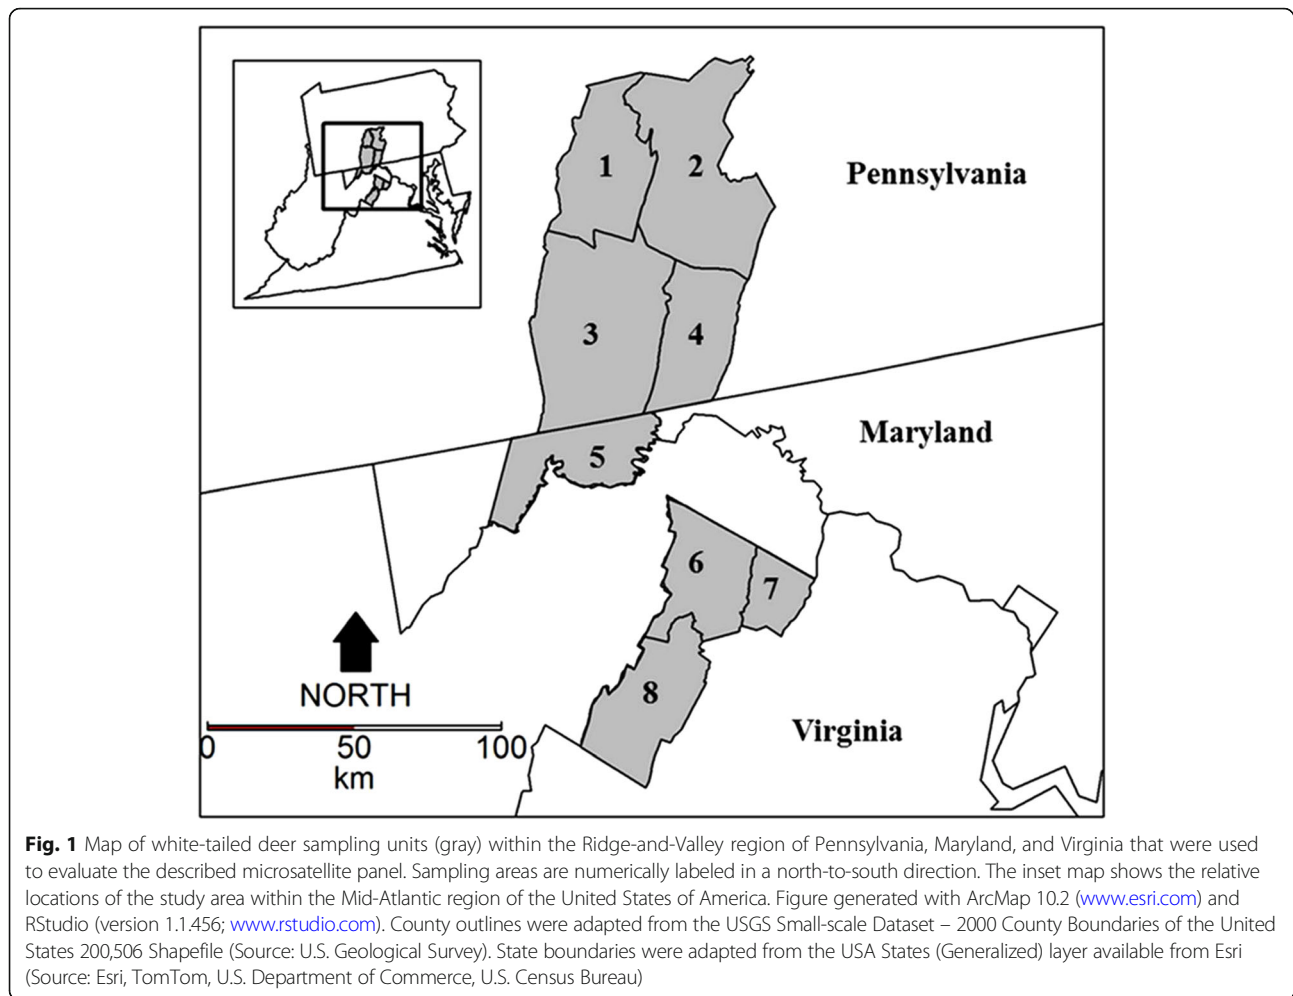 1
2
Pennsylvania
3
4
Maryland
5
6
7
NORTH
8
Virginia
0 50 100
km
Fig. 1 Map of white-tailed deer sampling units (gray) within the Ridge-and-Valley region of Pennsylvania, Maryland, and Virginia that were used
to evaluate the described microsatellite panel. Sampling areas are numerically labeled in a north-to-south direction. The inset map shows the relative
locations of the study area within the Mid-Atlantic region of the United States of America. Figure generated with ArcMap 10.2 (www.esri.com) and
RStudio (version 1.1.456; www.rstudio.com). County outlines were adapted from the USGS Small-scale Dataset – 2000 County Boundaries of the United
States 200,506 Shapefile (Source: U.S. Geological Survey). State boundaries were adapted from the USA States (Generalized) layer available from Esri
(Source: Esri, TomTom, U.S. Department of Commerce, U.S. Census Bureau)